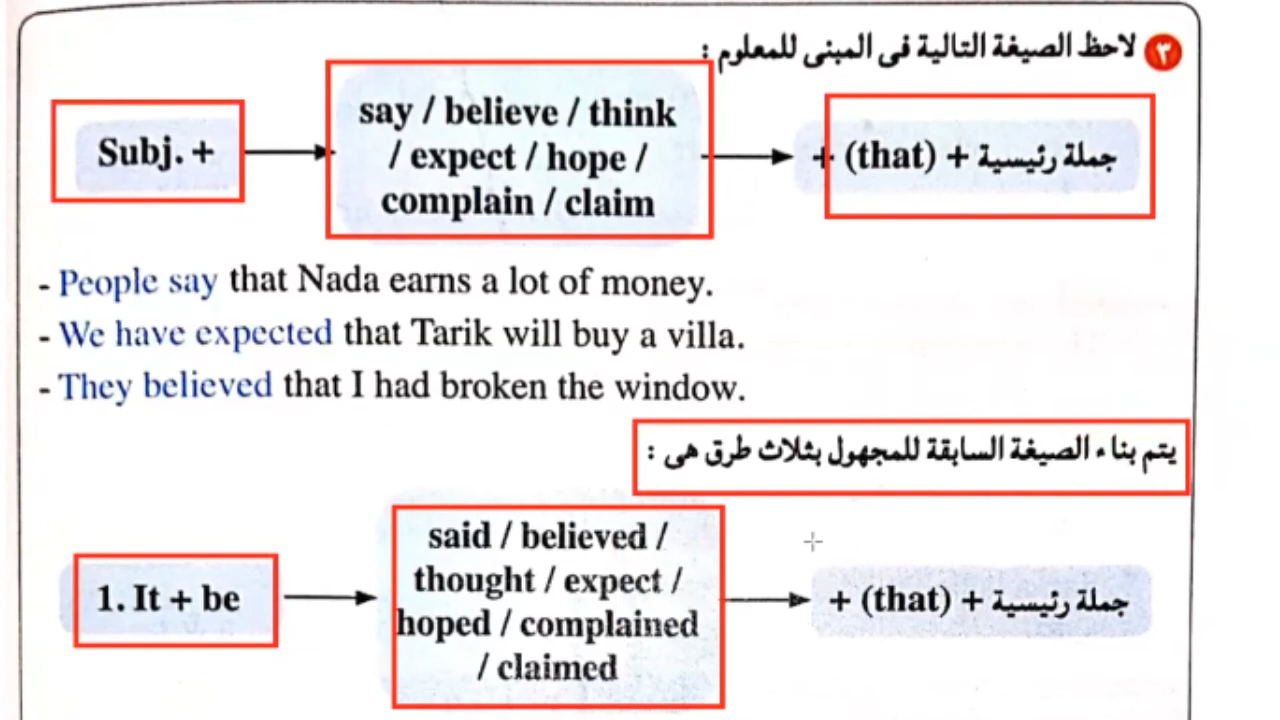 ٣ لاحظ الصيغة التالية فى المبنى للمعلوم :
Subj. +
say / believe / think
/ expect / hope /
complain / claim
+ (that) + جملة رئيسية
- People say that Nada earns a lot of money.
- We have expected that Tarik will buy a villa.
- They believed that I had broken the window.
يتم بناء الصيغة السابقة للمجهول بثلاث طرق هى :
1. It + be
said / believed /
thought / expect /
hoped / complained
/ claimed
+ (that) + جملة رئيسية